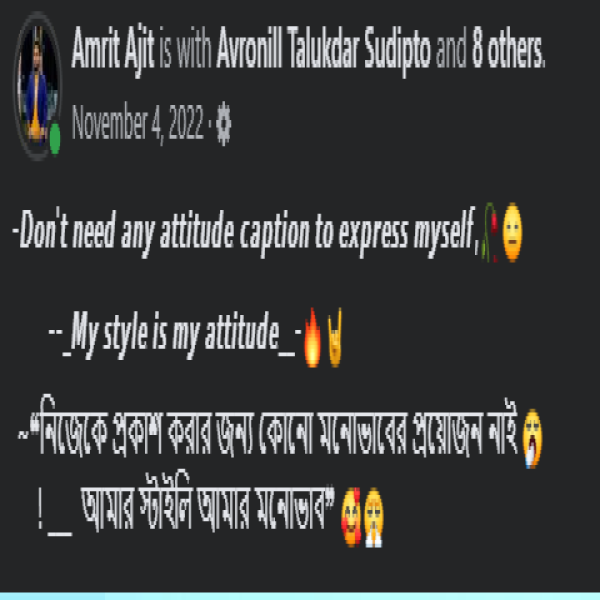 Amrit Ajit is with Avronill Talukdar Sudipto and 8 others.
November 4, 2022 ·
-Don't need any attitude caption to express myself,🥀😐
--_My style is my attitude__-🔥🤘
~❝নিজেকে প্রকাশ করার জন্য কোনো মনোভাবের প্রয়োজন নাই🥱
!__ আমার স্টাইলি আমার মনোভাব❞🥰😤